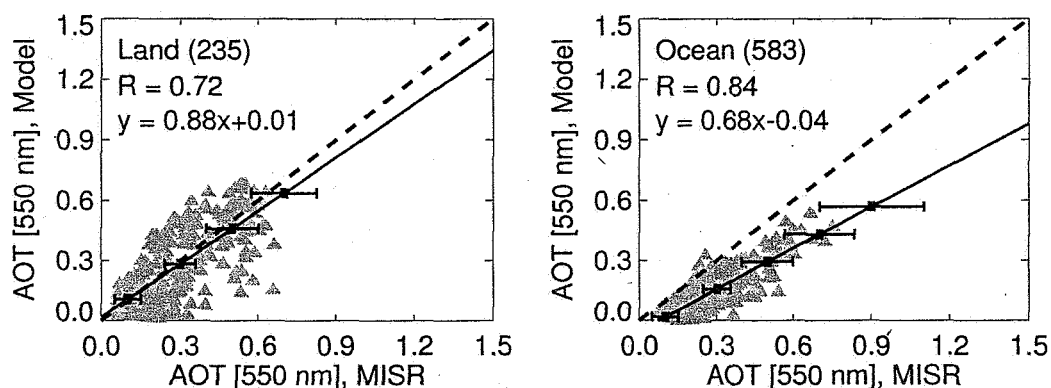 1.5
1.2
0.9
0.6
0.3
0.0
AOT [550 nm], Model
Land (235)
R = 0.72
y = 0.88x+0.01
0.0 0.3 0.6 0.9 1.2 1.5
AOT [550 nm], MISR
1.5
1.2
0.9
0.6
0.3
0.0
AOT [550 nm], Model
Ocean (583)
R = 0.84
y = 0.68x-0.04
0.0 0.3 0.6 0.9 1.2 1.5
AOT [550 nm], MISR